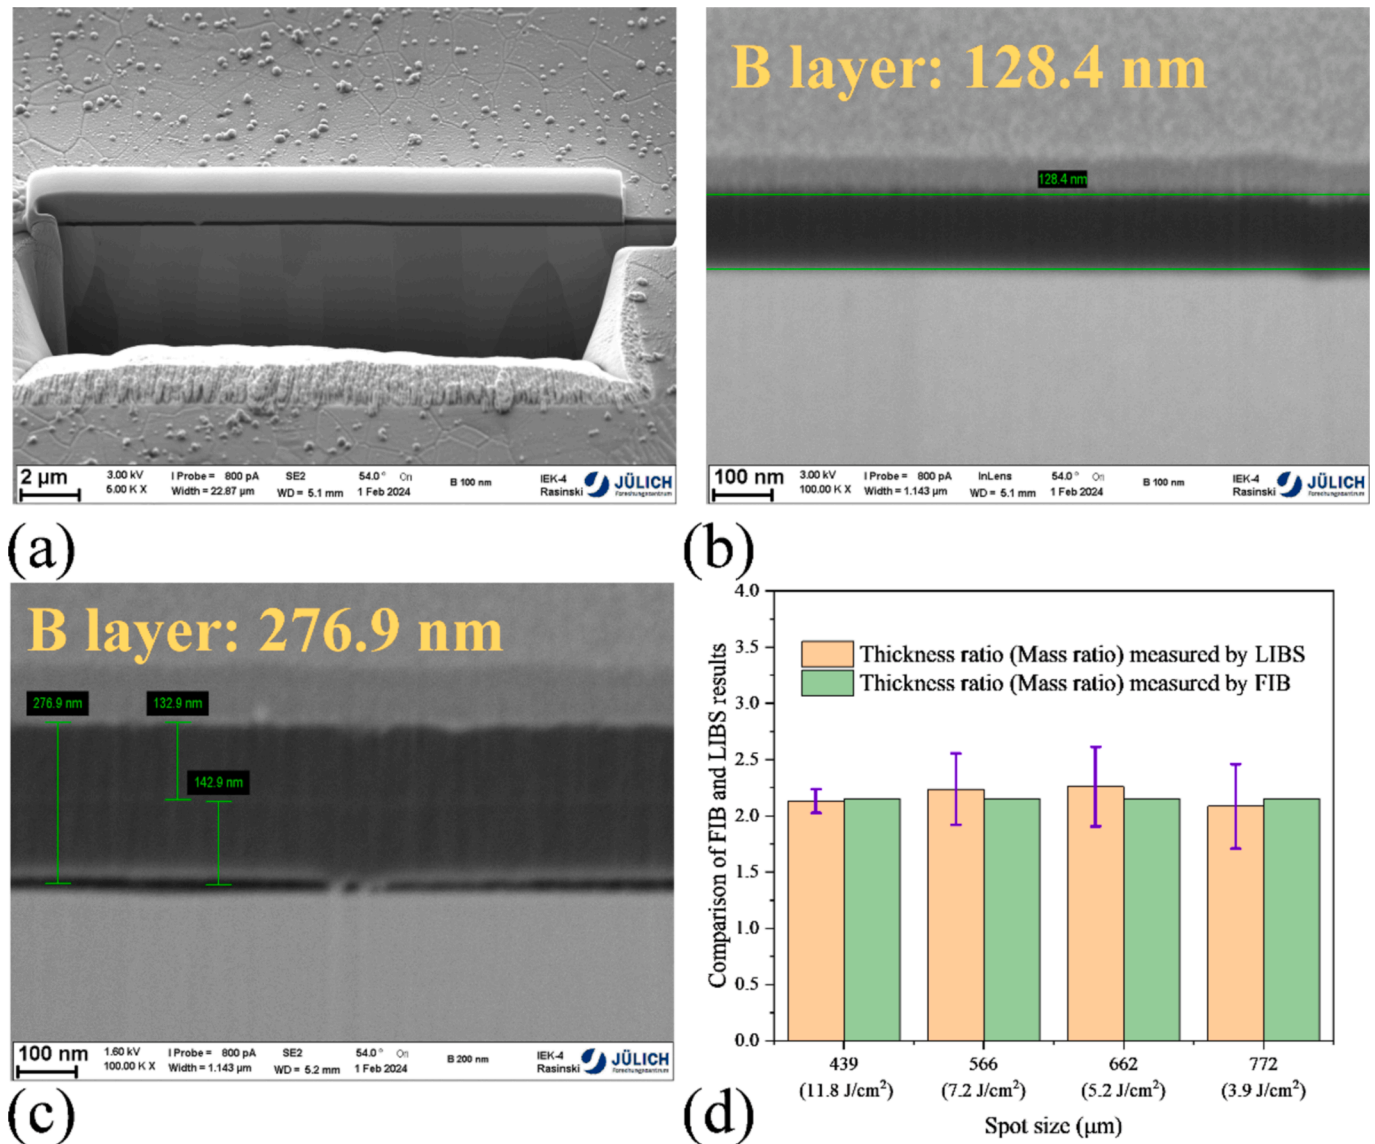 2 µm
3.00 kV
5.00 K X
I Probe = 800 pA
Width = 22.87 µm
SE2
WD = 5.1 mm
54.0° On
1 Feb 2024
B 100 nm
IEK-4
Rasinski
JÜLICH
Forschungszentrum
(a)
B layer: 128.4 nm
128.4 nm
100 nm
3.00 kV
100.00 K X
I Probe = 800 pA
Width = 1.143 µm
InLens
WD = 5.1 mm
54.0° On
1 Feb 2024
B 100 nm
IEK-4
Rasinski
JÜLICH
Forschungszentrum
(b)
B layer: 276.9 nm
276.9 nm
132.9 nm
142.9 nm
100 nm
1.60 kV
100.00 K X
I Probe = 800 pA
Width = 1.143 µm
SE2
WD = 5.2 mm
54.0° On
1 Feb 2024
B 200 nm
IEK-4
Rasinski
JÜLICH
Forschungszentrum
(c)
Comparison of FIB and LIBS results
4.0
3.5
3.0
2.5
2.0
1.5
1.0
0.5
0.0
Thickness ratio (Mass ratio) measured by LIBS
Thickness ratio (Mass ratio) measured by FIB
439
(11.8 J/cm²)
566
(7.2 J/cm²)
662
(5.2 J/cm²)
772
(3.9 J/cm²)
Spot size (µm)
(d)